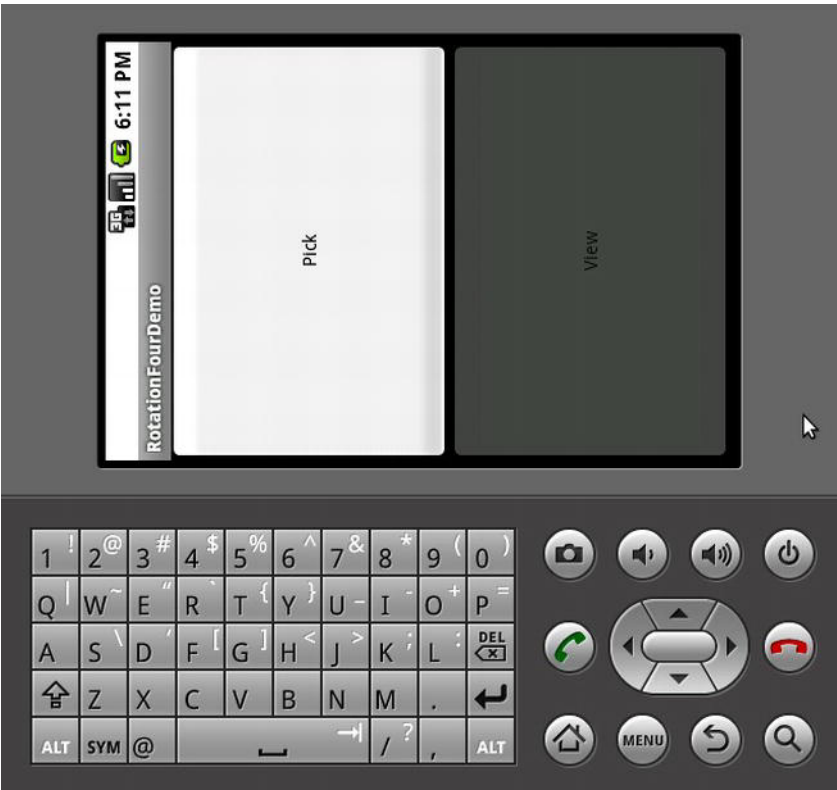 3G 6:11 PM
RotationFourDemo
Pick
View
1 ! 2 @ 3 # 4 $ 5 % 6 ^ 7 & 8 * 9 ( 0 )
Q | W ~ E “ R ` T { Y } U _ I - O + P =
A S \ D ´ F [ G ] H < J > K ; L : DEL
Z X C V B N M .
ALT SYM @ / ? , ALT
MENU